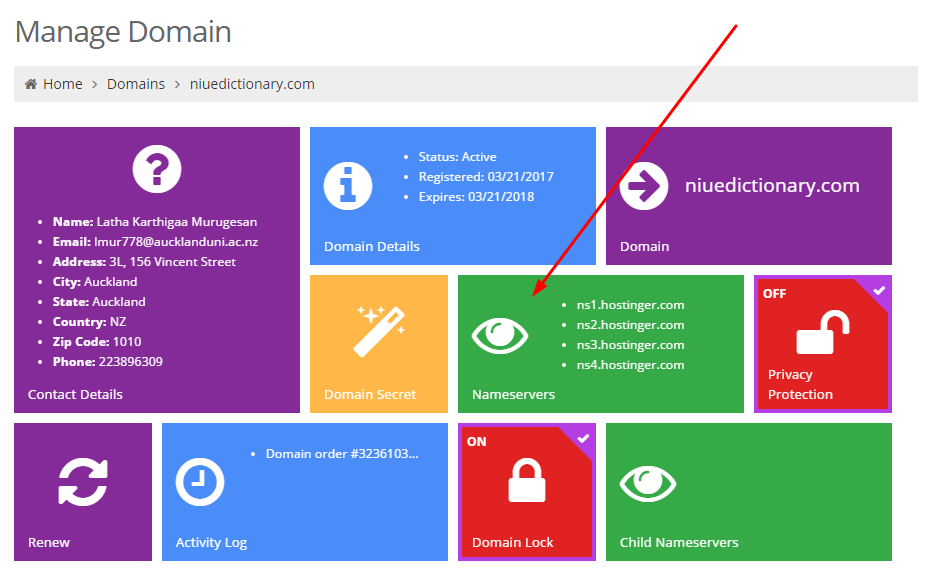 Manage Domain
Home > Domains > niuedictionary.com
Name: Latha Karthigaa Murugesan
Email: lmur778@aucklanduni.ac.nz
Address: 3L, 156 Vincent Street
City: Auckland
State: Auckland
Country: NZ
Zip Code: 1010
Phone: 223896309
Contact Details
Status: Active
Registered: 03/21/2017
Expires: 03/21/2018
Domain Details
niuedictionary.com
Domain
Domain Secret
ns1.hostinger.com
ns2.hostinger.com
ns3.hostinger.com
ns4.hostinger.com
Nameservers
OFF
Privacy
Protection
Renew
Domain order #3236103...
Activity Log
ON
Domain Lock
Child Nameservers